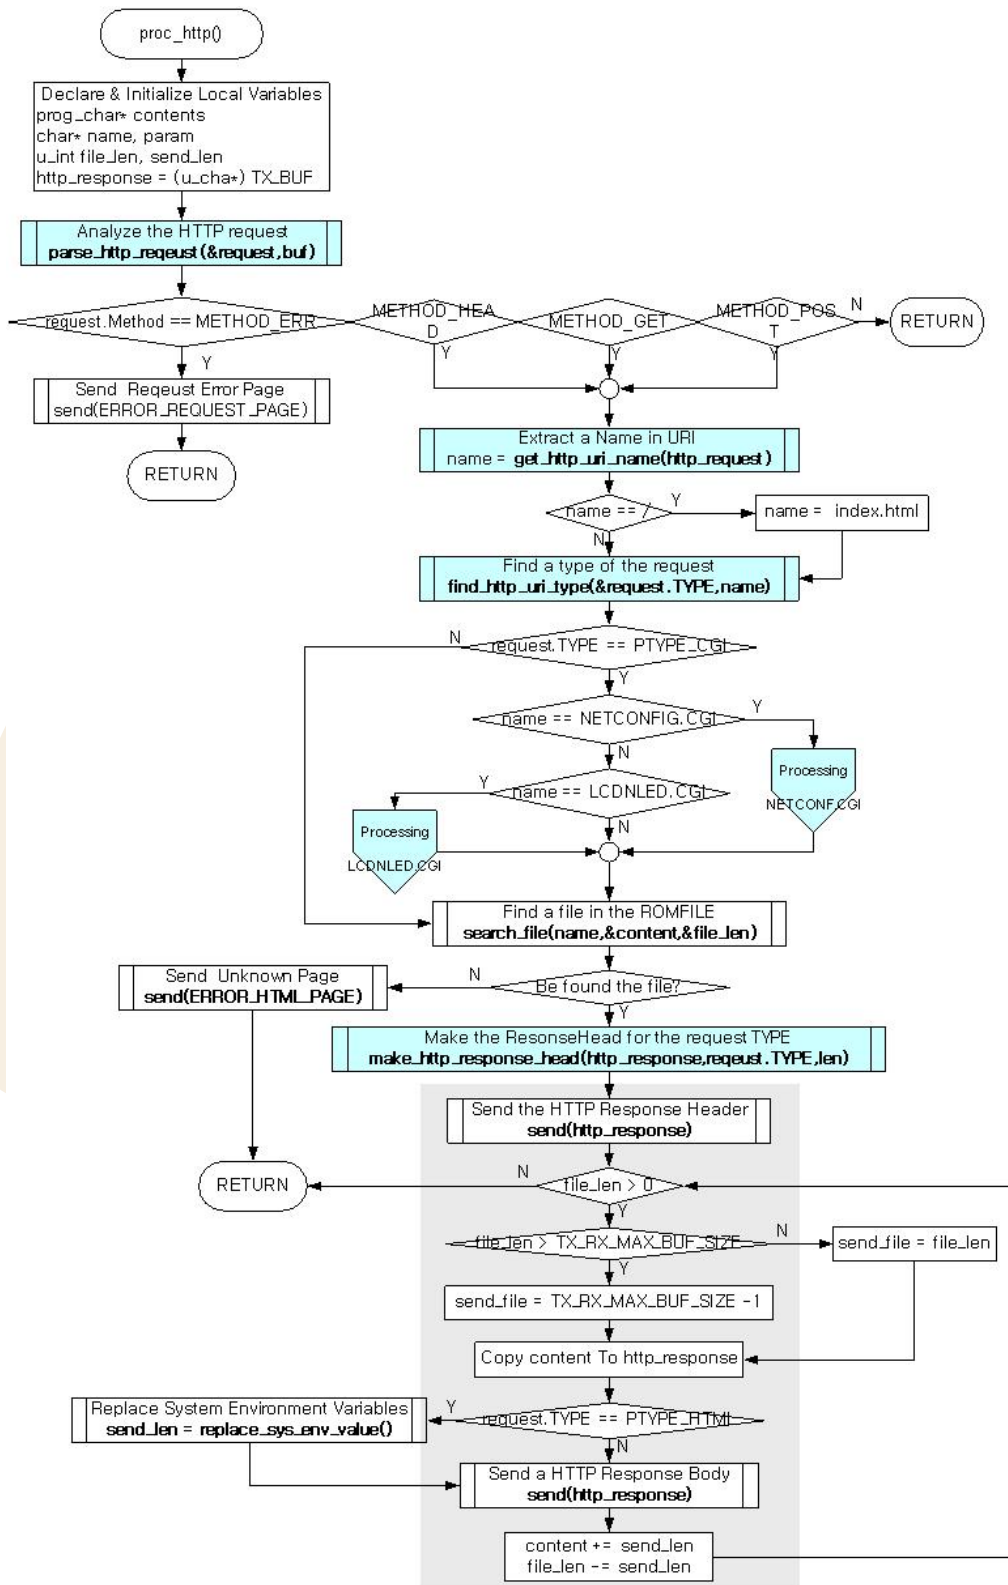 proc_http()
Declare & Initialize Local Variables
prog_char* contents
char* name, param
u_int file_len, send_len
http_response = (u_cha*) TX_BUF
Analyze the HTTP request
parse_http_reqeust(&request,buf)
request.Method == METHOD_ERR
METHOD_HEA
D
METHOD_GET
METHOD_POS
T
N
RETURN
Y
Y
Y
Y
Send Reqeust Error Page
send(ERROR_REQUEST_PAGE)
RETURN
Extract a Name in URI
name = get_http_uri_name(http_request)
name == /
Y
name = index.html
N
Find a type of the request
find_http_uri_type(&request.TYPE,name)
N
request.TYPE == PTYPE_CGI
Y
name == NETCONFIG.CGI
Y
N
Processing
NETCONF.CGI
Y
name == LCDNLED.CGI
N
Processing
LCDNLED.CGI
Find a file in the ROMFILE
search_file(name,&content,&file_len)
Send Unknown Page
send(ERROR_HTML_PAGE)
N
Be found the file?
Y
Make the ResonseHead for the request TYPE
make_http_response_head(http_response,reqeust.TYPE,len)
Send the HTTP Response Header
send(http_response)
RETURN
N
file_len > 0
Y
file_len > TX_RX_MAX_BUF_SIZE
N
send_file = file_len
Y
send_file = TX_RX_MAX_BUF_SIZE -1
Copy content To http_response
Replace System Environment Variables
send_len = replace_sys_env_value()
Y
request.TYPE == PTYPE_HTML
N
Send a HTTP Response Body
send(http_response)
content += send_len
file_len -= send_len